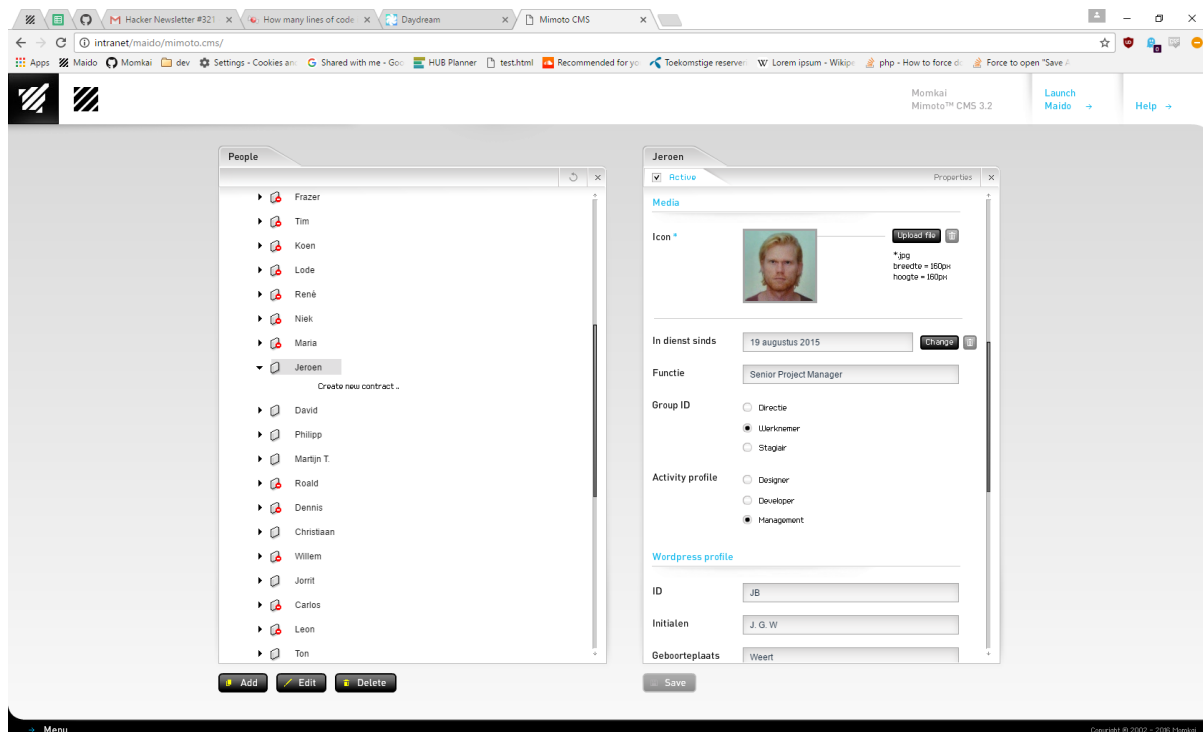 Hacker Newsletter #321
How many lines of code
Daydream
Mimoto CMS
intranet/maido/mimoto.cms/
Apps
Maido
Momkai
dev
Settings - Cookies an
Shared with me - Goo
HUB Planner
test.html
Recommended for yo
Toekomstige reserver
Lorem ipsum - Wikipe
php - How to force do
Force to open "Save A
Momkai
Mimoto™ CMS 3.2
Launch
Maido →
Help →
People
Frazer
Tim
Koen
Lode
René
Niek
Maria
Jeroen
Create new contract ..
David
Philipp
Martijn T.
Roald
Dennis
Christiaan
Willem
Jorrit
Carlos
Leon
Ton
Add
Edit
Delete
Jeroen
Active
Properties
Media
Icon *
Upload file
*.jpg
breedte = 160px
hoogte = 160px
In dienst sinds
19 augustus 2015
Change
Functie
Senior Project Manager
Group ID
Directie
Werknemer
Stagiair
Activity profile
Designer
Developer
Management
Wordpress profile
ID
JB
Initialen
J. G. W
Geboorteplaats
Weert
Save
→ Menu
Copyright © 2002 - 2016 Momkai